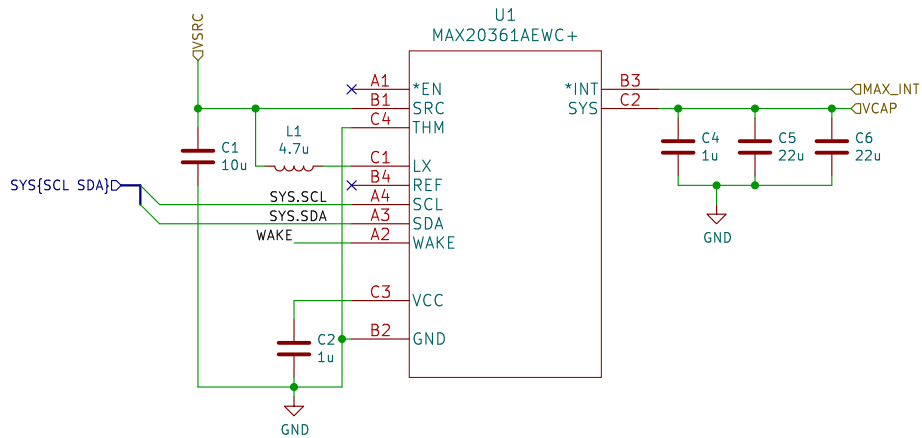 U1
MAX20361AEWC+
VSRC
A1
*EN
B1
SRC
C4
THM
C1
LX
B4
REF
A4
SCL
A3
SDA
A2
WAKE
C3
VCC
B2
GND
B3
*INT
C2
SYS
MAX_INT
VCAP
C1
10u
L1
4.7u
SYS{SCL SDA}
SYS.SCL
SYS.SDA
WAKE
C2
1u
GND
C4
1u
C5
22u
C6
22u
GND